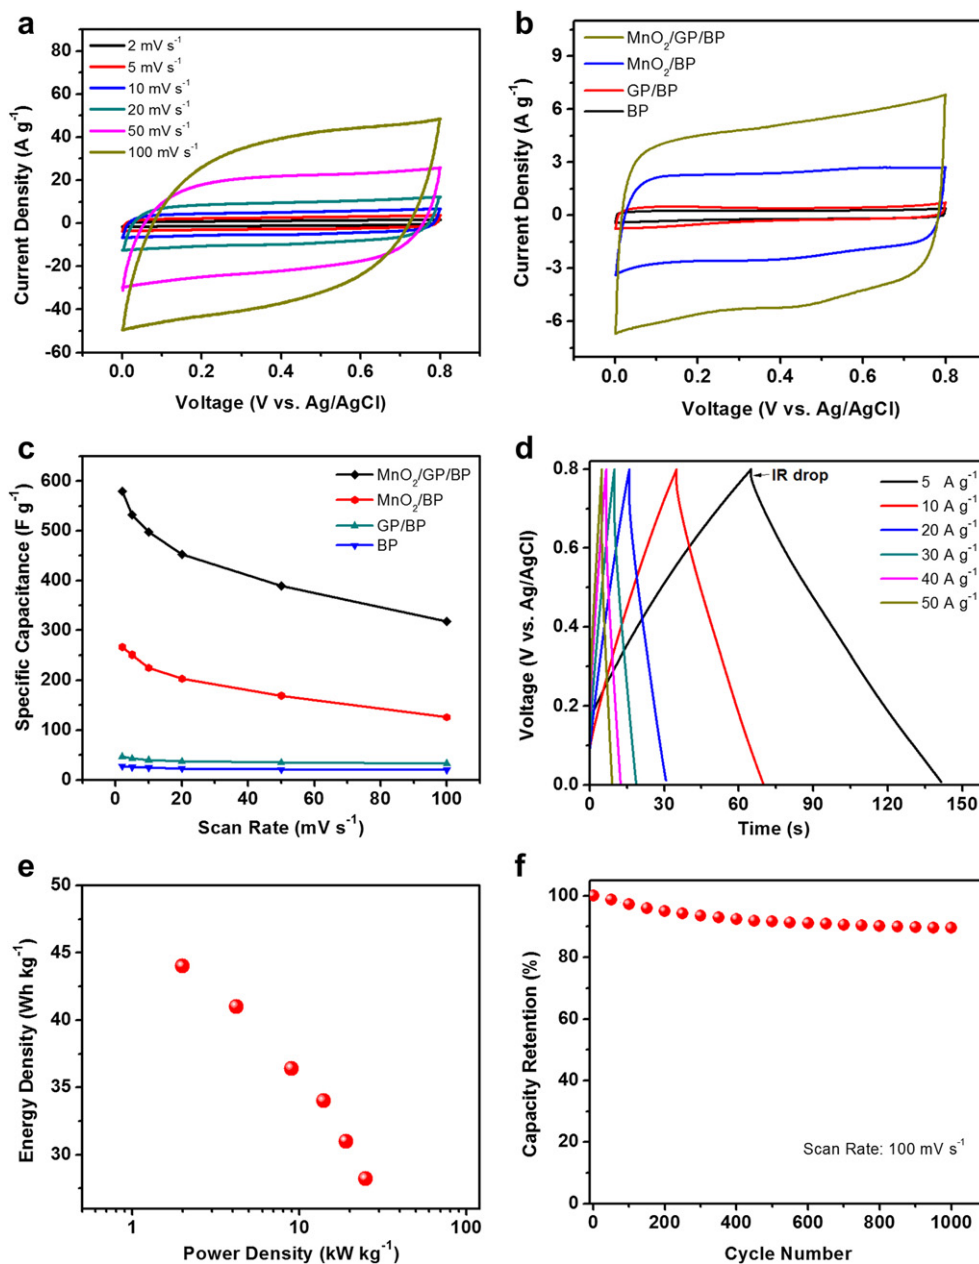 a
80
60
40
20
0
-20
-40
-60
Current Density (A g⁻¹)
2 mV s⁻¹
5 mV s⁻¹
10 mV s⁻¹
20 mV s⁻¹
50 mV s⁻¹
100 mV s⁻¹
0.0 0.2 0.4 0.6 0.8
Voltage (V vs. Ag/AgCl)
b
9
6
3
0
-3
-6
Current Density (A g⁻¹)
MnO₂/GP/BP
MnO₂/BP
GP/BP
BP
0.0 0.2 0.4 0.6 0.8
Voltage (V vs. Ag/AgCl)
c
600
500
400
300
200
100
0
Specific Capacitance (F g⁻¹)
MnO₂/GP/BP
MnO₂/BP
GP/BP
BP
0 20 40 60 80 100
Scan Rate (mV s⁻¹)
d
0.8
0.6
0.4
0.2
0.0
Voltage (V vs. Ag/AgCl)
IR drop
5 A g⁻¹
10 A g⁻¹
20 A g⁻¹
30 A g⁻¹
40 A g⁻¹
50 A g⁻¹
0 30 60 90 120 150
Time (s)
e
50
45
40
35
30
Energy Density (Wh kg⁻¹)
1 10 100
Power Density (kW kg⁻¹)
f
100
80
60
40
20
0
Capacity Retention (%)
Scan Rate: 100 mV s⁻¹
0 200 400 600 800 1000
Cycle Number